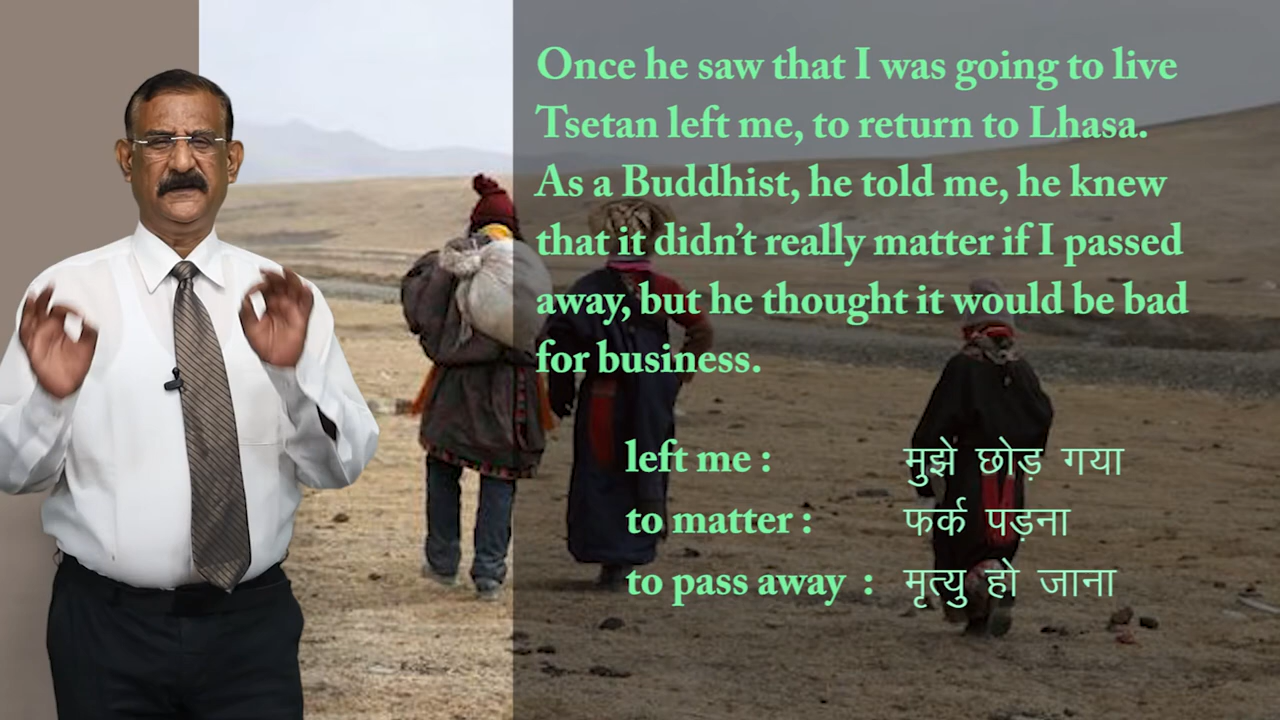 Once he saw that I was going to live
Tsetan left me, to return to Lhasa.
As a Buddhist, he told me, he knew
that it didn't really matter if I passed
away, but he thought it would be bad
for business.
left me : मुझे छोड़ गया
to matter : फर्क पड़ना
to pass away : मृत्यु हो जाना